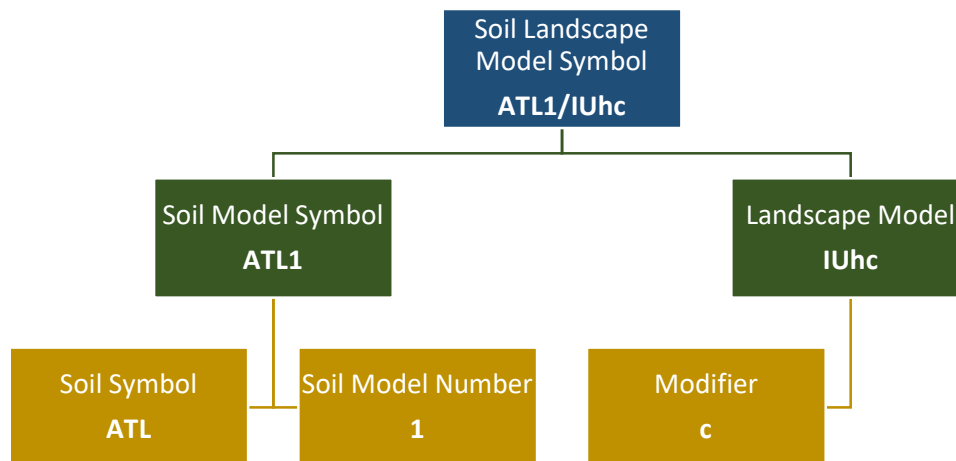 Soil Landscape
Model Symbol
ATL1/IUhc
Soil Model Symbol
ATL1
Landscape Model
IUhc
Soil Symbol
ATL
Soil Model Number
1
Modifier
c